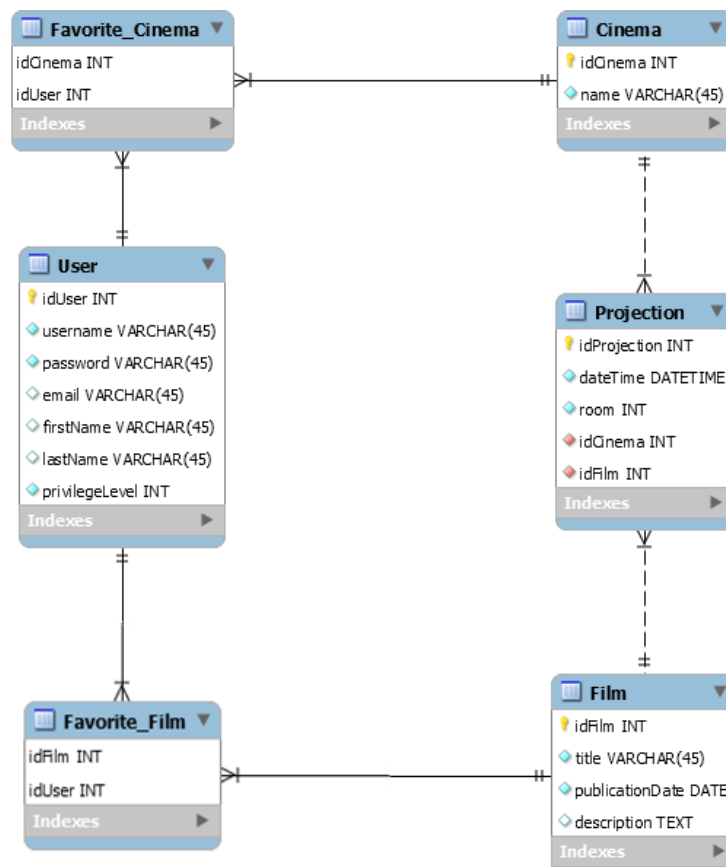 Favorite_Cinema
idCinema INT
idUser INT
Indexes
Cinema
idCinema INT
name VARCHAR(45)
Indexes
User
idUser INT
username VARCHAR(45)
password VARCHAR(45)
email VARCHAR(45)
firstName VARCHAR(45)
lastName VARCHAR(45)
privilegeLevel INT
Indexes
Projection
idProjection INT
dateTime DATETIME
room INT
idCinema INT
idFilm INT
Indexes
Favorite_Film
idFilm INT
idUser INT
Indexes
Film
idFilm INT
title VARCHAR(45)
publicationDate DATE
description TEXT
Indexes